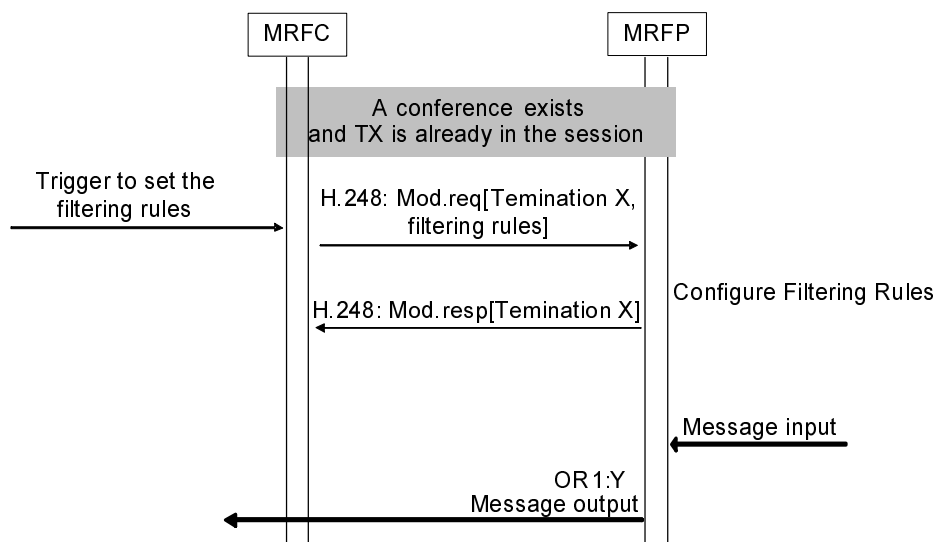 MRFC
MRFP
A conference exists
and TX is already in the session
Trigger to set the
filtering rules
H.248: Mod.req[Temination X,
filtering rules]
Configure Filtering Rules
H.248: Mod.resp[Temination X]
Message input
OR1:Y
Message output